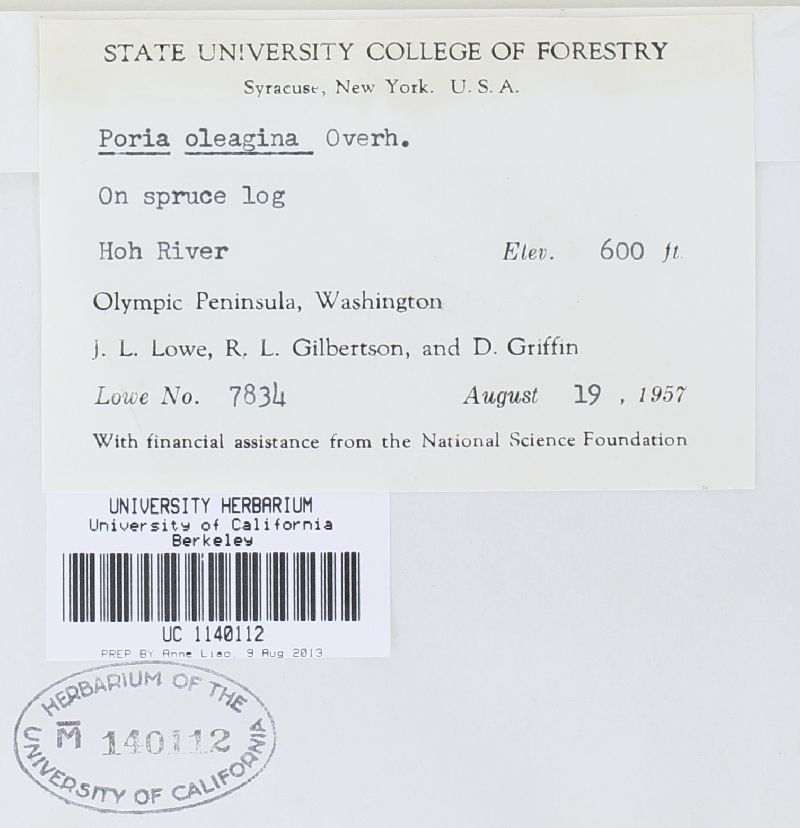 STATE UNIVERSITY COLLEGE OF FORESTRY
Syracuse, New York. U. S. A.
Poria oleagina Overh.
On spruce log
Hoh River Elev. 600 ft.
Olympic Peninsula, Washington
J. L. Lowe, R. L. Gilbertson, and D. Griffin
Lowe No. 7834 August 19 , 1957
With financial assistance from the National Science Foundation
UNIVERSITY HERBARIUM
University of California
Berkeley
UC 1140112
PREP BY Anne Liao, 9 Aug 2013
HERBARIUM OF THE
M̅ 140112
UNIVERSITY OF CALIFORNIA